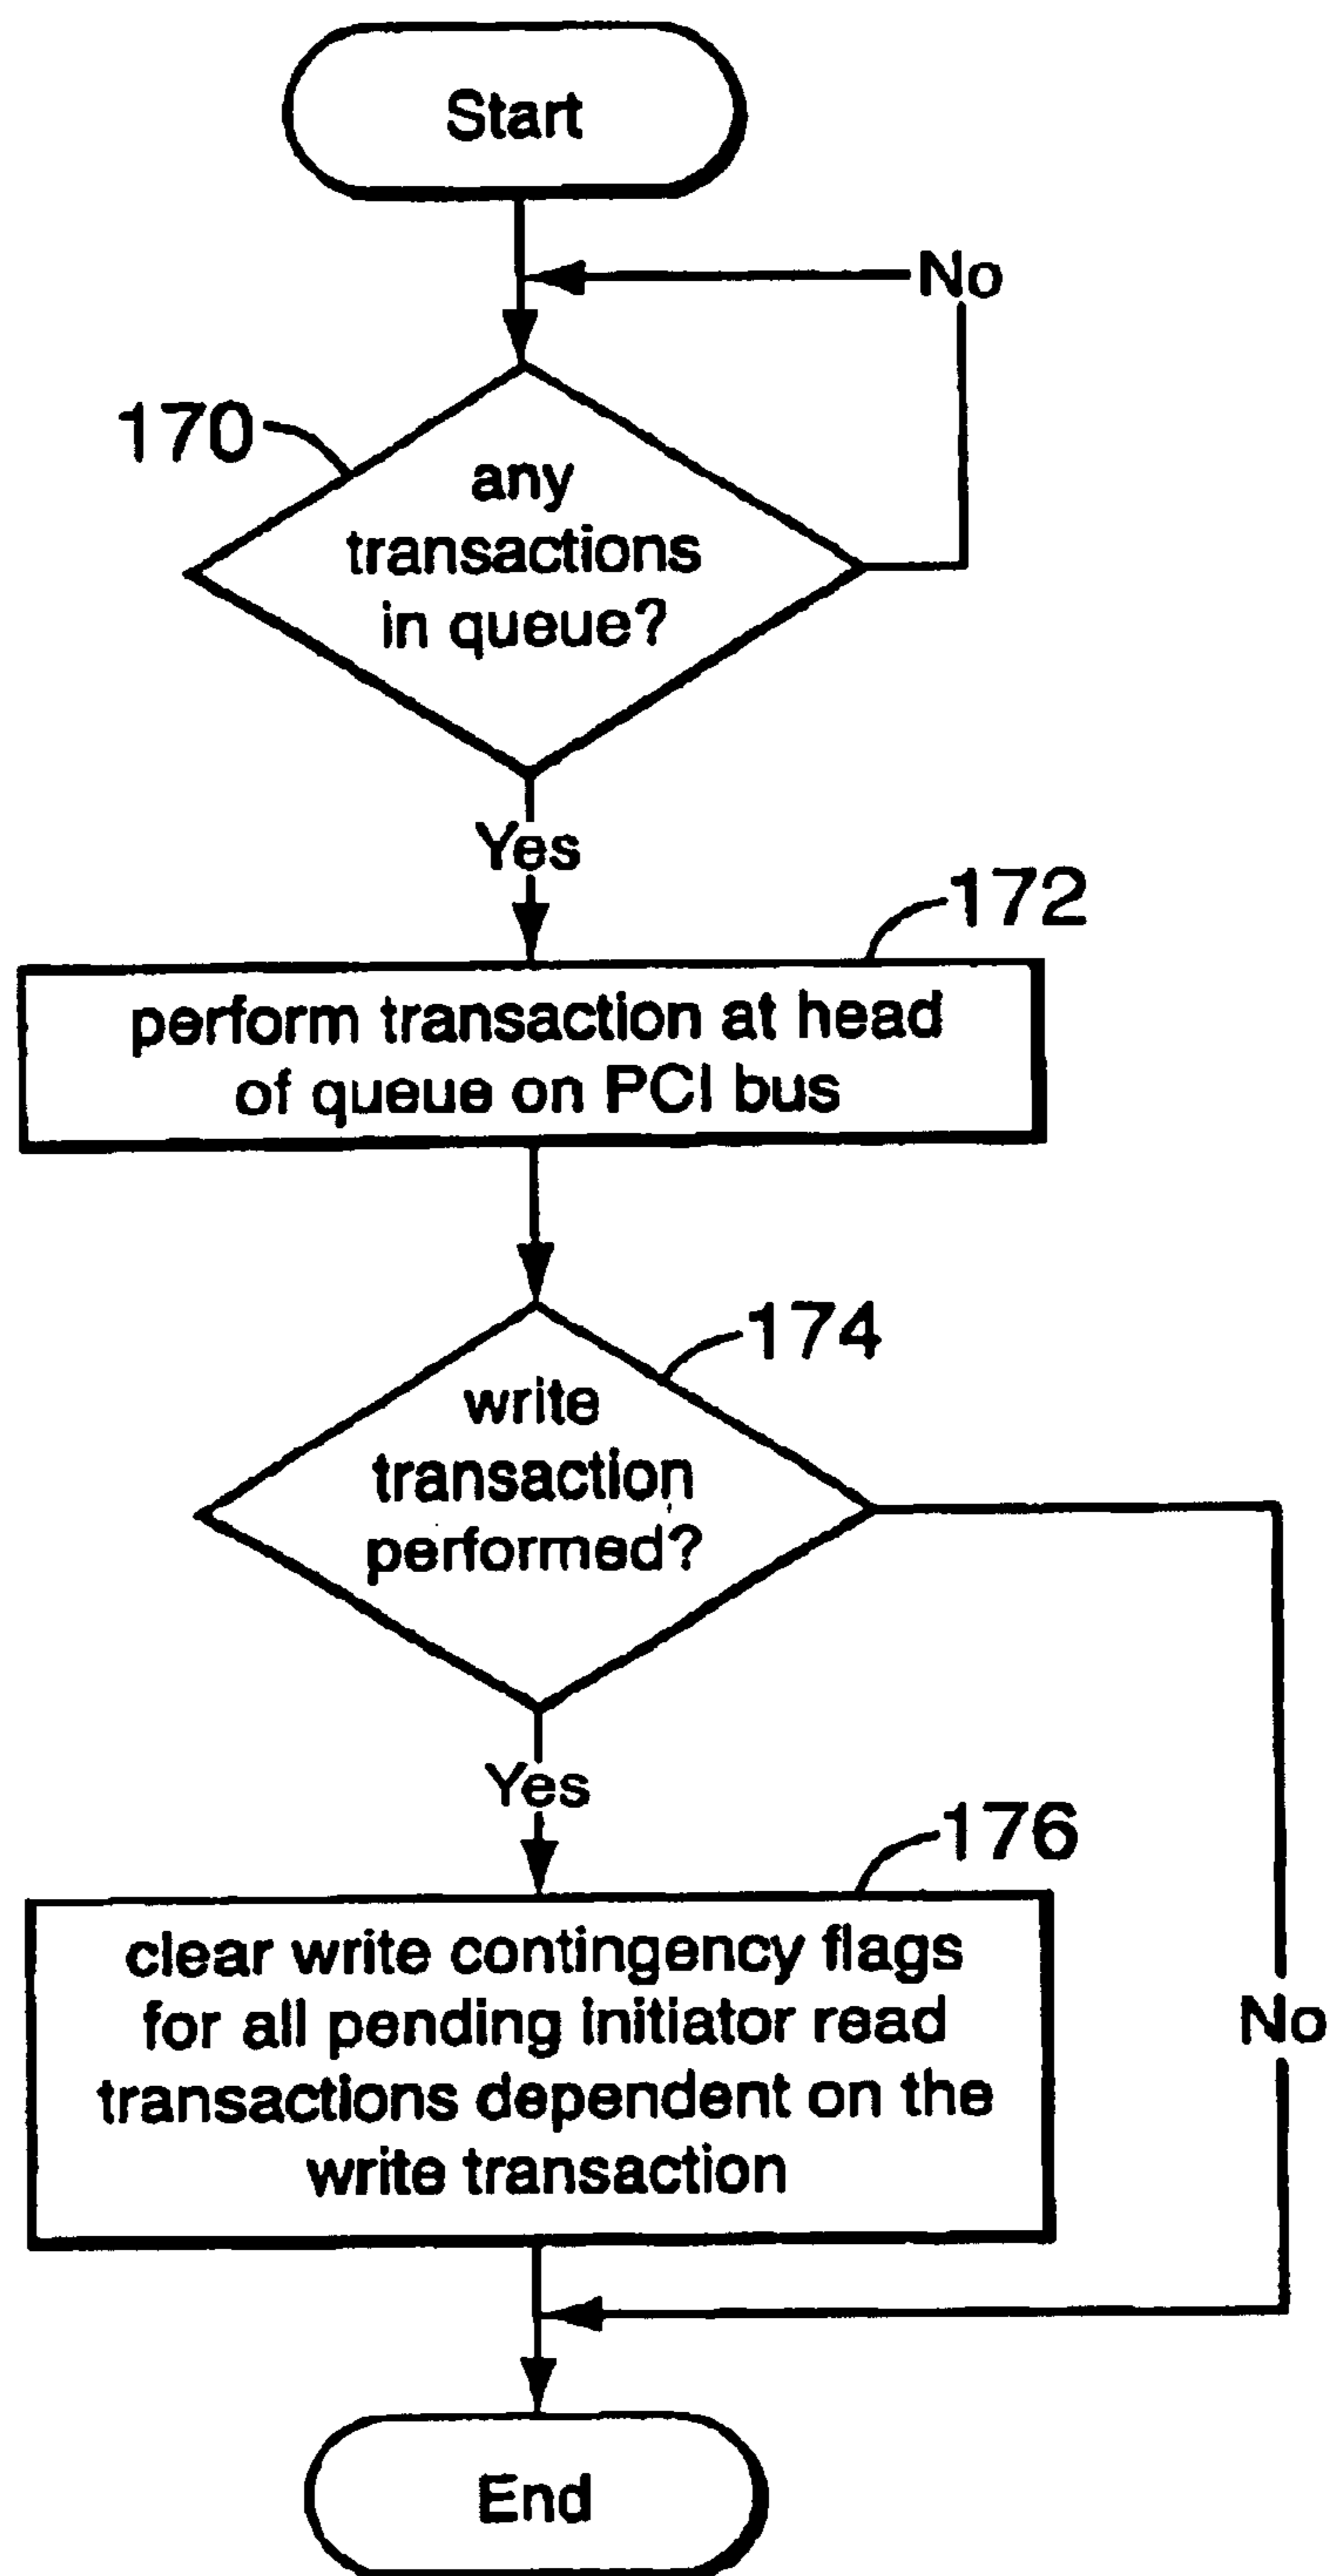 Start
No
170
any
transactions
in queue?
Yes
172
perform transaction at head
of queue on PCI bus
174
write
transaction
performed?
Yes
176
clear write contingency flags
for all pending initiator read
transactions dependent on the
write transaction
No
End